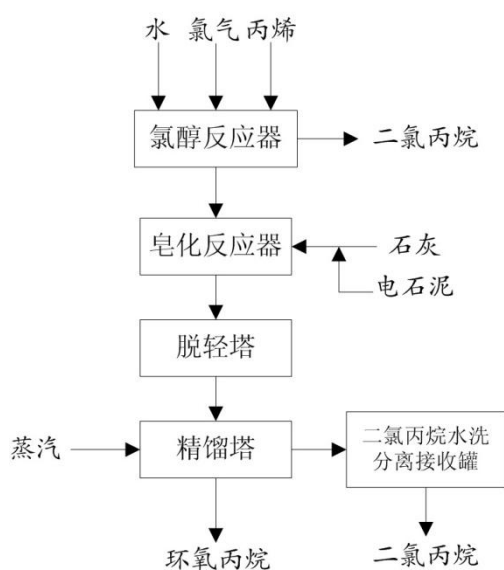 水 氯气 丙烯
氯醇反应器
二氯丙烷
皂化反应器
石灰
电石泥
脱轻塔
蒸汽
精馏塔
二氯丙烷水洗
分离接收罐
环氧丙烷
二氯丙烷